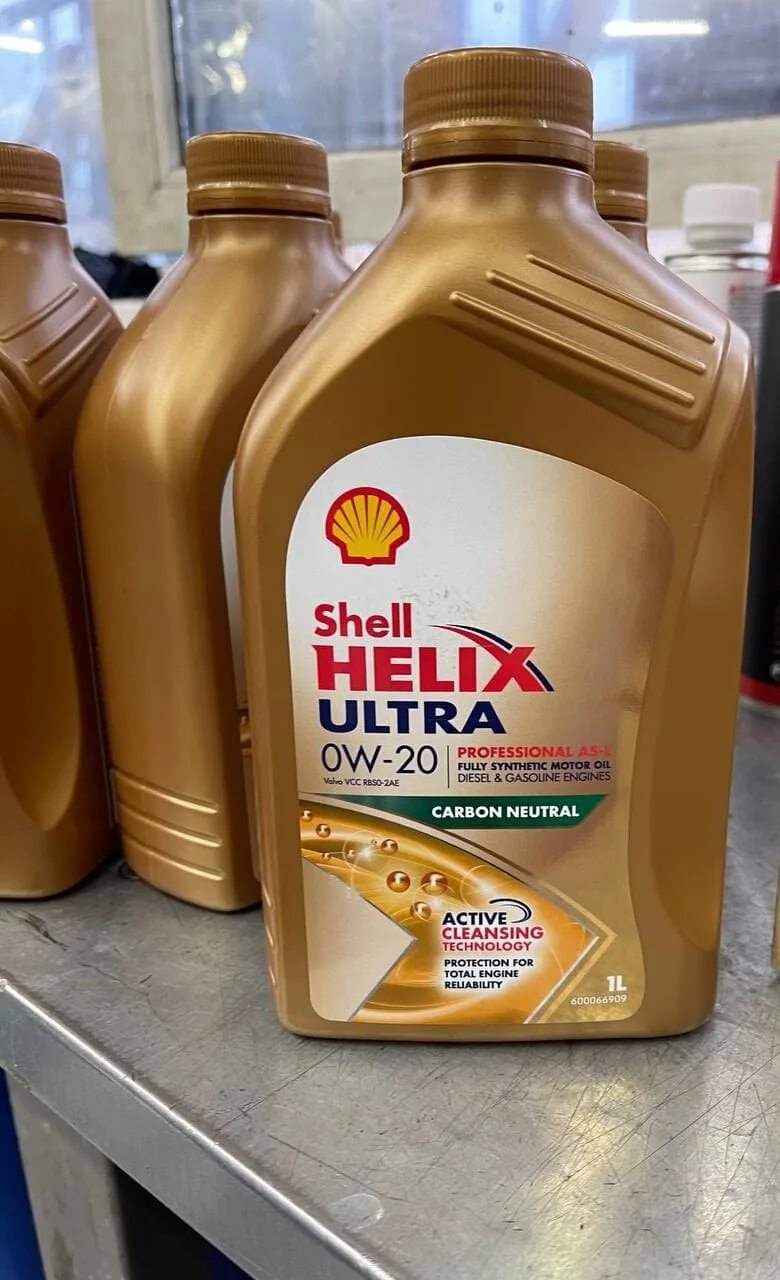 Shell
HELIX
ULTRA
0W-20
PROFESSIONAL AS-L
FULLY SYNTHETIC MOTOR OIL
DIESEL & GASOLINE ENGINES
Volvo VCC RBS0-2AE
CARBON NEUTRAL
ACTIVE
CLEANSING
TECHNOLOGY
PROTECTION FOR
TOTAL ENGINE
RELIABILITY
1L
600066909